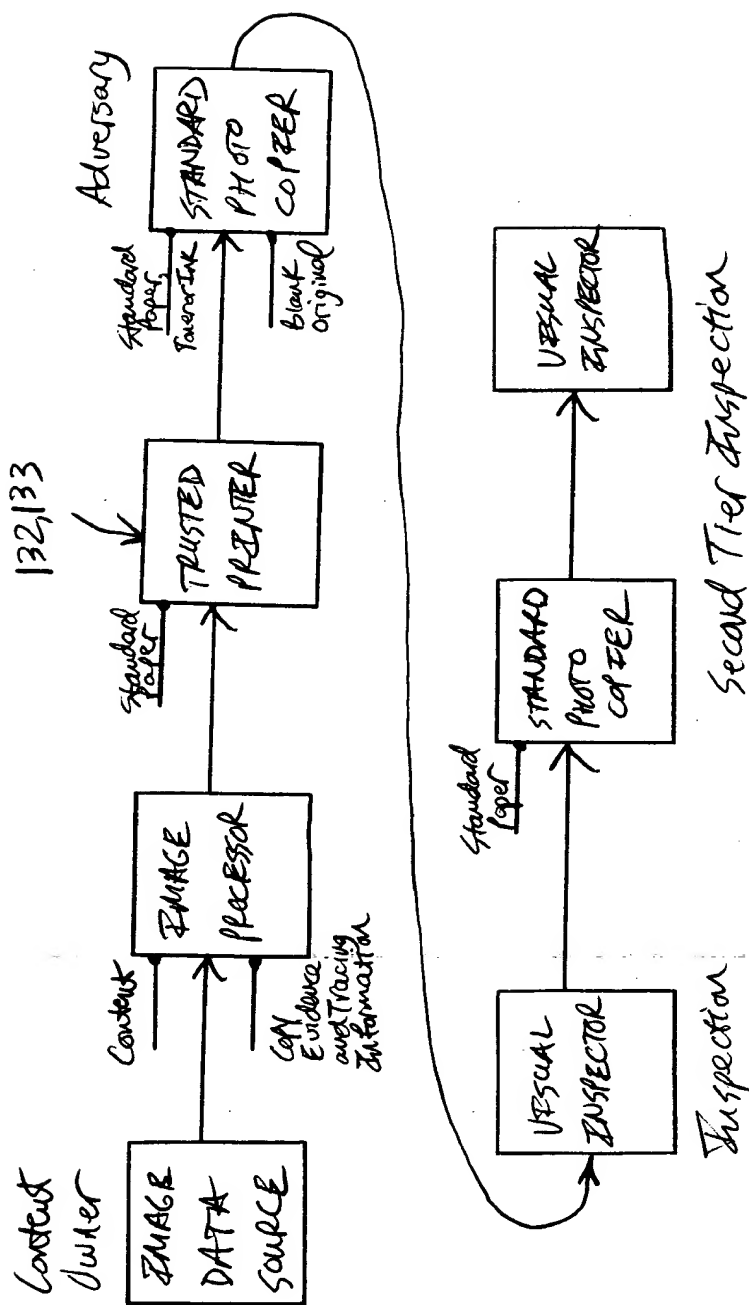 Content
Owner
IMAGE
DATA
SOURCE
Content
Copy
Evidence
and Tracing
Information
IMAGE
PROCESSOR
Standard
Paper
132,133
TRUSTED
PRINTER
Adversary
Standard
Paper,
Toner or Ink
Blank
Original
STANDARD
PHOTO
COPIER
VISUAL
INSPECTOR
Inspection
Standard
Paper
STANDARD
PHOTO
COPIER
VISUAL
INSPECTOR
Second Tier Inspection